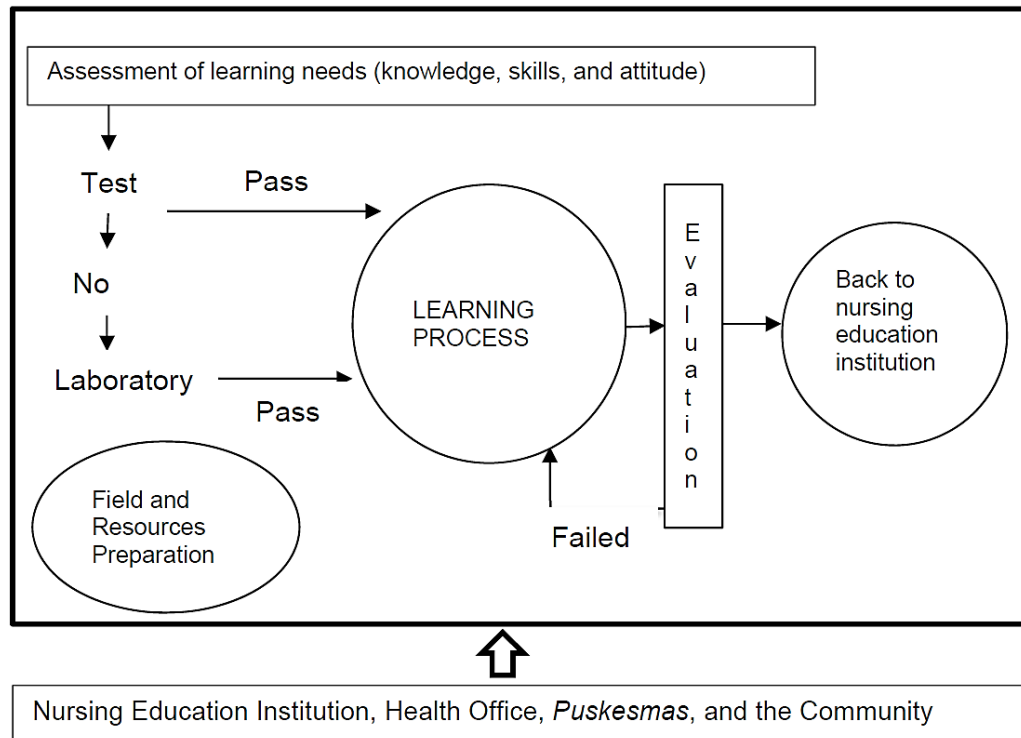 Assessment of learning needs (knowledge, skills, and attitude)
Test
Pass
No
Laboratory
Pass
LEARNING
PROCESS
Evaluation
Failed
Back to
nursing
education
institution
Field and
Resources
Preparation
Nursing Education Institution, Health Office, Puskesmas, and the Community